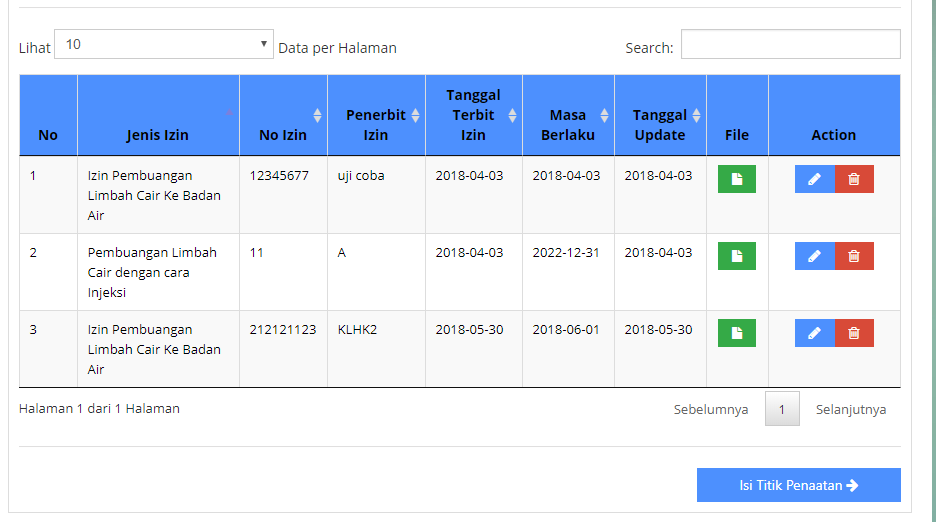 Lihat 10 Data per Halaman Search:
No Jenis Izin No Izin Penerbit Izin Tanggal Terbit Izin Masa Berlaku Tanggal Update File Action
1 Izin Pembuangan Limbah Cair Ke Badan Air 12345677 uji coba 2018-04-03 2018-04-03 2018-04-03
2 Pembuangan Limbah Cair dengan cara Injeksi 11 A 2018-04-03 2022-12-31 2018-04-03
3 Izin Pembuangan Limbah Cair Ke Badan Air 212121123 KLHK2 2018-05-30 2018-06-01 2018-05-30
Halaman 1 dari 1 Halaman Sebelumnya 1 Selanjutnya
Isi Titik Penaatan